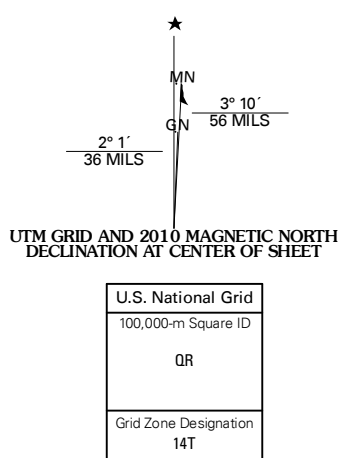 ★
MN
3° 10´
56 MILS
GN
2° 1´
36 MILS
UTM GRID AND 2010 MAGNETIC NORTH
DECLINATION AT CENTER OF SHEET
U.S. National Grid
100,000-m Square ID
QR
Grid Zone Designation
14T